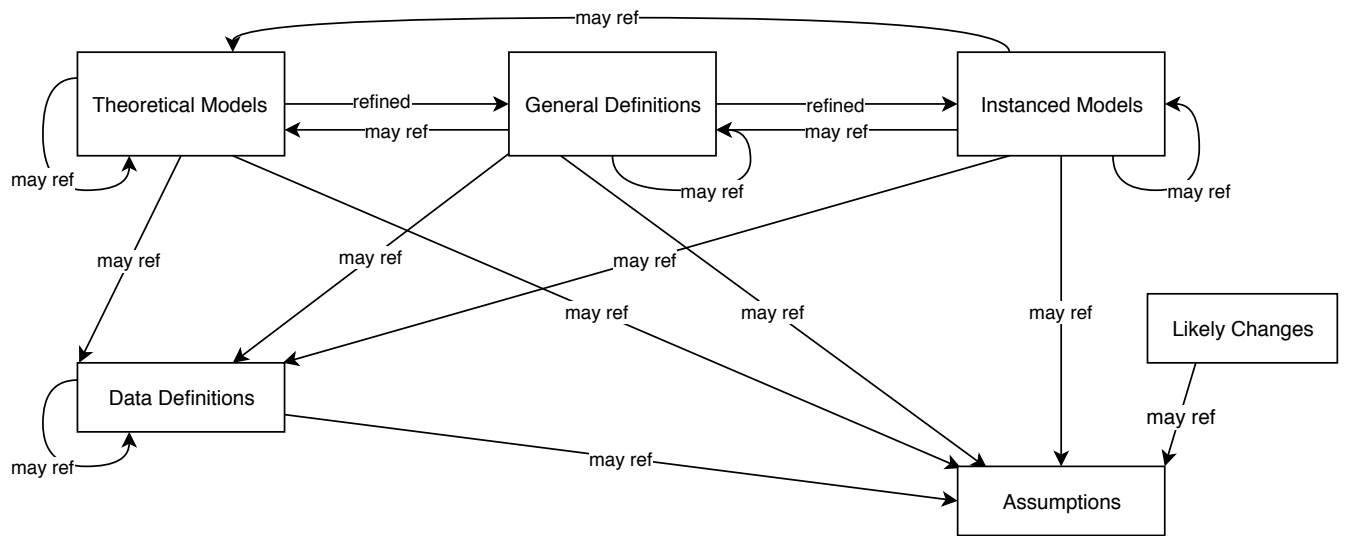 may ref
Theoretical Models
refined
General Definitions
refined
Instanced Models
may ref
may ref
may ref
may ref
may ref
may ref
may ref
may ref
may ref
may ref
may ref
may ref
Likely Changes
Data Definitions
may ref
may ref
may ref
Assumptions